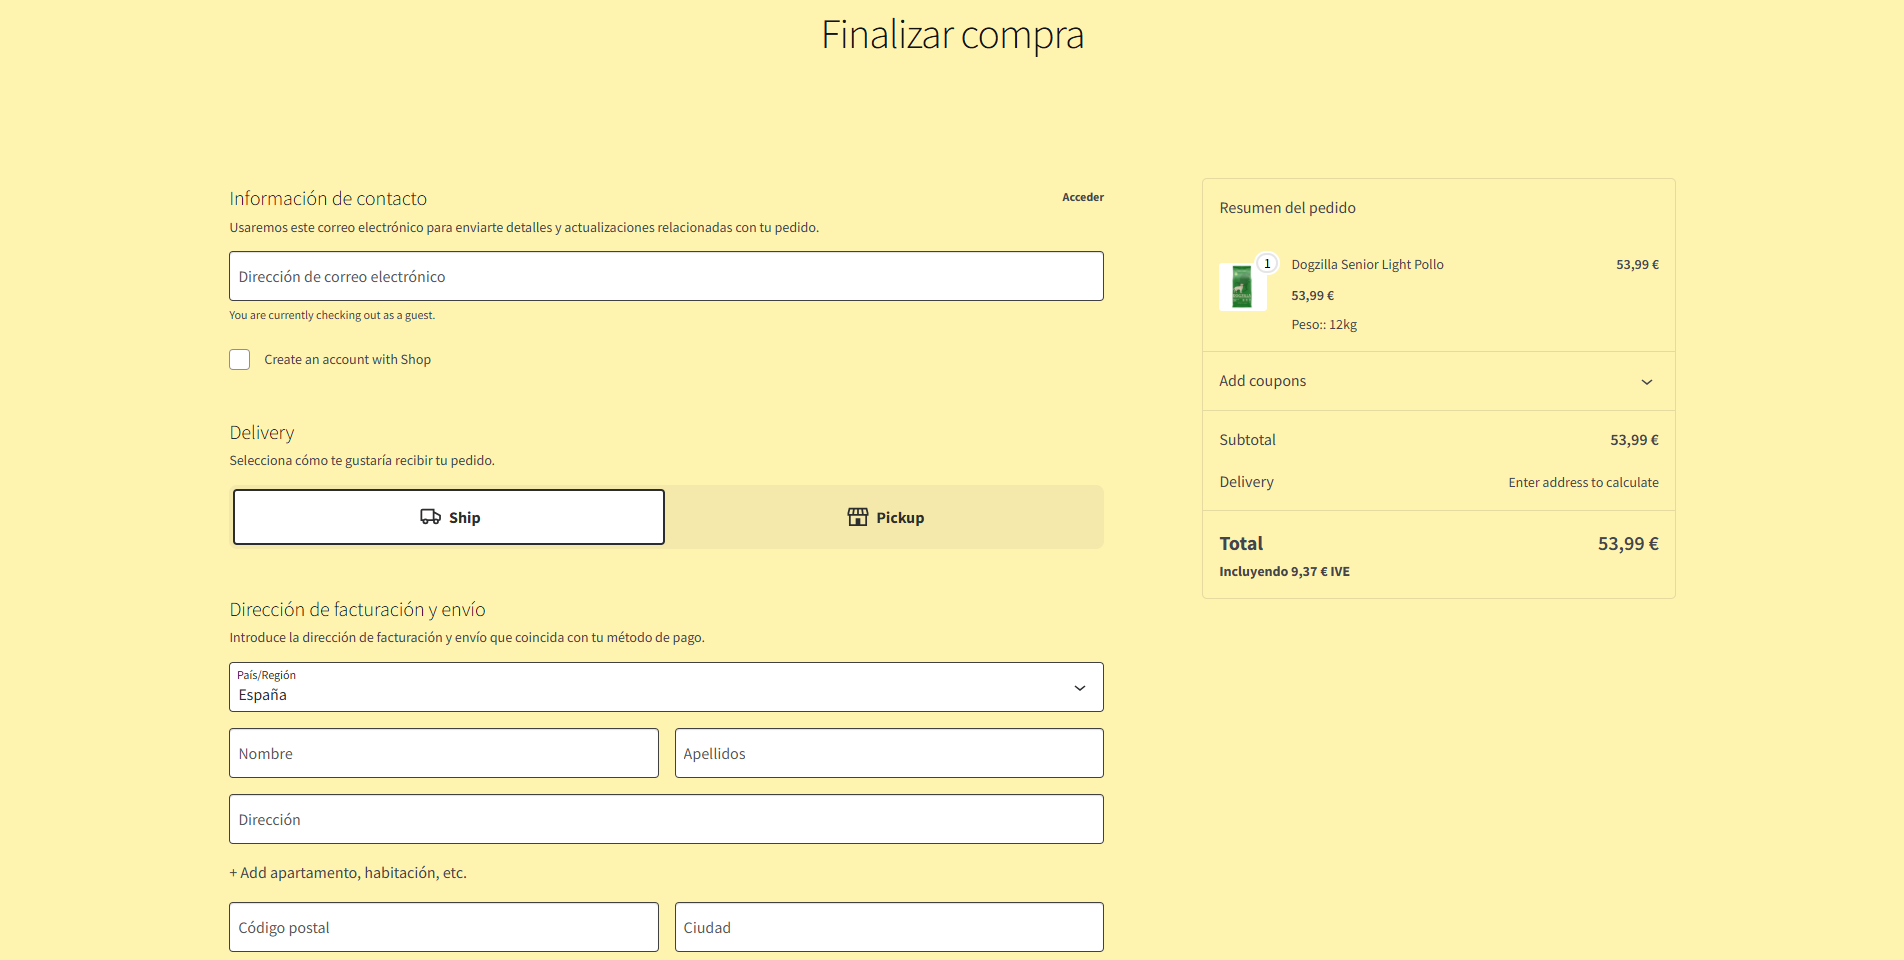 Finalizar compra
Información de contacto
Acceder
Usaremos este correo electrónico para enviarte detalles y actualizaciones relacionadas con tu pedido.
Dirección de correo electrónico
You are currently checking out as a guest.
Create an account with Shop
Delivery
Selecciona cómo te gustaría recibir tu pedido.
Ship
Pickup
Dirección de facturación y envío
Introduce la dirección de facturación y envío que coincida con tu método de pago.
País/Región
España
Nombre
Apellidos
Dirección
+ Add apartamento, habitación, etc.
Código postal
Ciudad
Resumen del pedido
1
Dogzilla Senior Light Pollo
53,99 €
53,99 €
Peso:: 12kg
Add coupons
Subtotal
53,99 €
Delivery
Enter address to calculate
Total
53,99 €
Incluyendo 9,37 € IVE